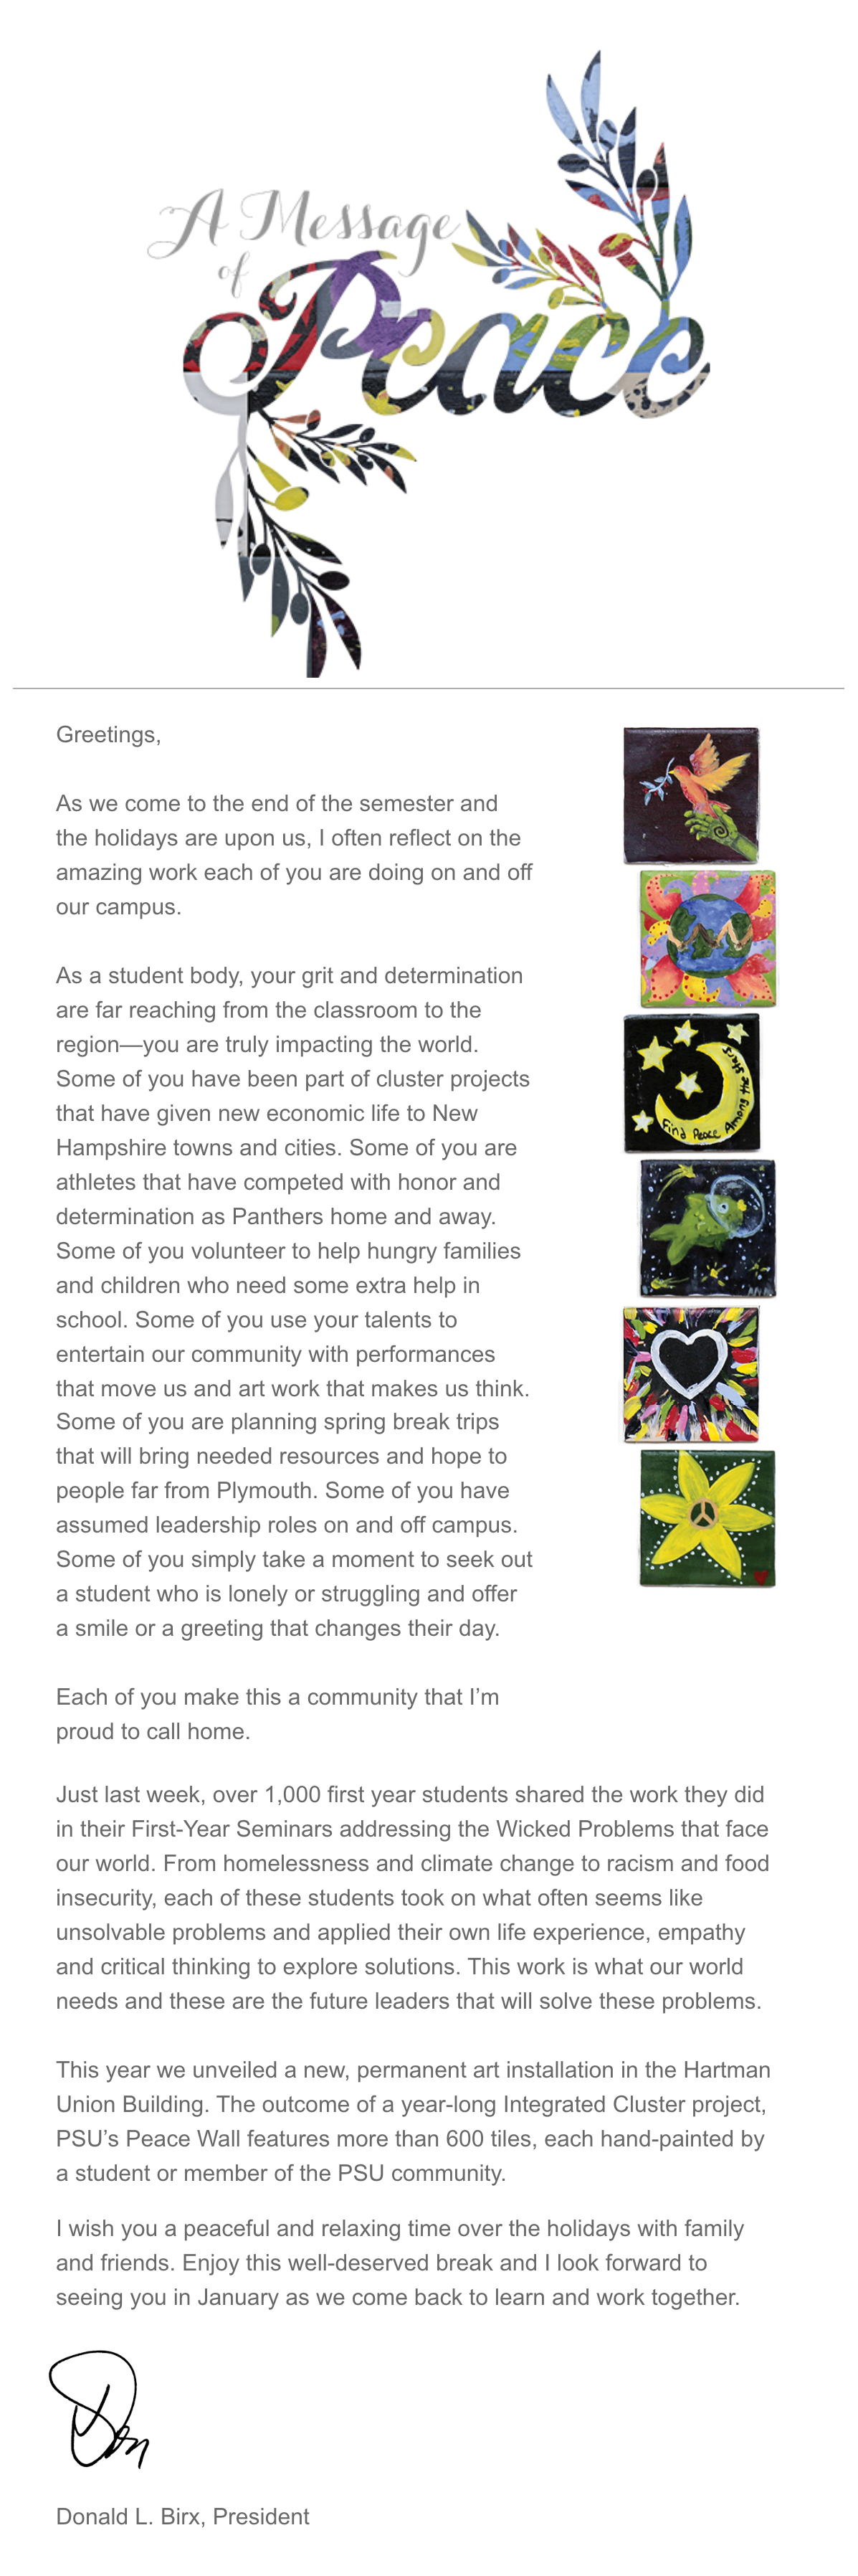 A Message
of
Peace
Greetings,
As we come to the end of the semester and
the holidays are upon us, I often reflect on the
amazing work each of you are doing on and off
our campus.
As a student body, your grit and determination
are far reaching from the classroom to the
region—you are truly impacting the world.
Some of you have been part of cluster projects
that have given new economic life to New
Hampshire towns and cities. Some of you are
athletes that have competed with honor and
determination as Panthers home and away.
Some of you volunteer to help hungry families
and children who need some extra help in
school. Some of you use your talents to
entertain our community with performances
that move us and art work that makes us think.
Some of you are planning spring break trips
that will bring needed resources and hope to
people far from Plymouth. Some of you have
assumed leadership roles on and off campus.
Some of you simply take a moment to seek out
a student who is lonely or struggling and offer
a smile or a greeting that changes their day.
Each of you make this a community that I’m
proud to call home.
Find Peace Among the Stars
Just last week, over 1,000 first year students shared the work they did
in their First-Year Seminars addressing the Wicked Problems that face
our world. From homelessness and climate change to racism and food
insecurity, each of these students took on what often seems like
unsolvable problems and applied their own life experience, empathy
and critical thinking to explore solutions. This work is what our world
needs and these are the future leaders that will solve these problems.
This year we unveiled a new, permanent art installation in the Hartman
Union Building. The outcome of a year-long Integrated Cluster project,
PSU’s Peace Wall features more than 600 tiles, each hand-painted by
a student or member of the PSU community.
I wish you a peaceful and relaxing time over the holidays with family
and friends. Enjoy this well-deserved break and I look forward to
seeing you in January as we come back to learn and work together.
Don
Donald L. Birx, President